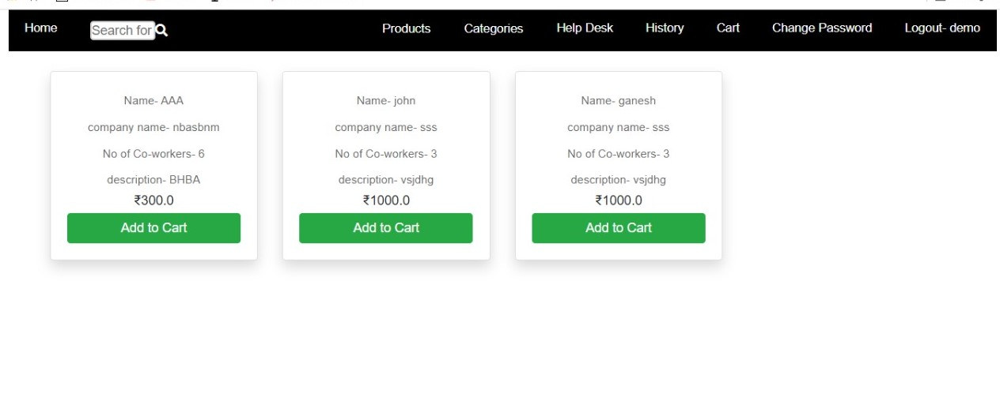 Home Search for Products Categories Help Desk History Cart Change Password Logout- demo
Name- AAA
company name- nbasbnm
No of Co-workers- 6
description- BHBA
₹300.0
Add to Cart
Name- john
company name- sss
No of Co-workers- 3
description- vsjdhg
₹1000.0
Add to Cart
Name- ganesh
company name- sss
No of Co-workers- 3
description- vsjdhg
₹1000.0
Add to Cart